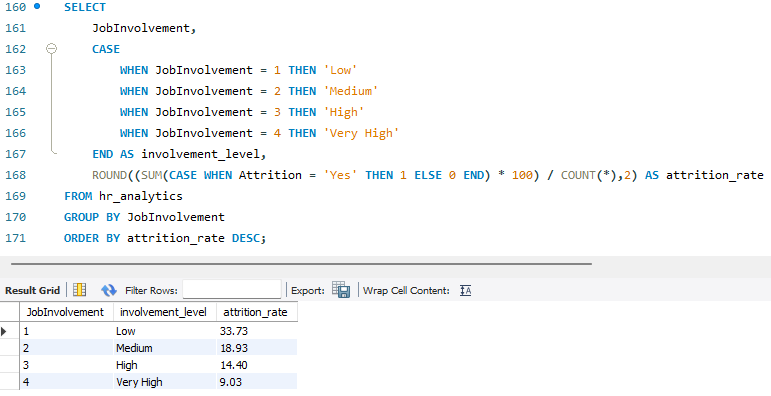 160 SELECT
161 JobInvolvement,
162 CASE
163 WHEN JobInvolvement = 1 THEN 'Low'
164 WHEN JobInvolvement = 2 THEN 'Medium'
165 WHEN JobInvolvement = 3 THEN 'High'
166 WHEN JobInvolvement = 4 THEN 'Very High'
167 END AS involvement_level,
168 ROUND((SUM(CASE WHEN Attrition = 'Yes' THEN 1 ELSE 0 END) * 100) / COUNT(*),2) AS attrition_rate
169 FROM hr_analytics
170 GROUP BY JobInvolvement
171 ORDER BY attrition_rate DESC;
Result Grid Filter Rows: Export: Wrap Cell Content: IA
JobInvolvement involvement_level attrition_rate
1 Low 33.73
2 Medium 18.93
3 High 14.40
4 Very High 9.03